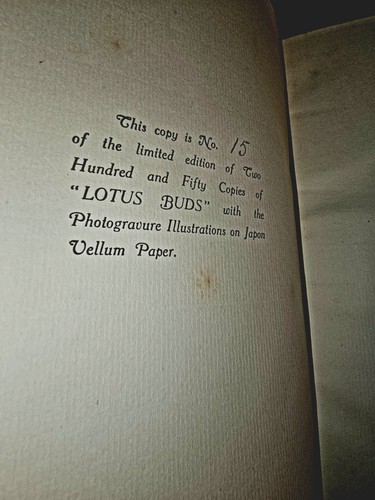 This copy is No. 15
of the limited edition of Two
Hundred and Fifty Copies of
"LOTUS BUDS" with the
Photogravure Illustrations on Japon
Vellum Paper.